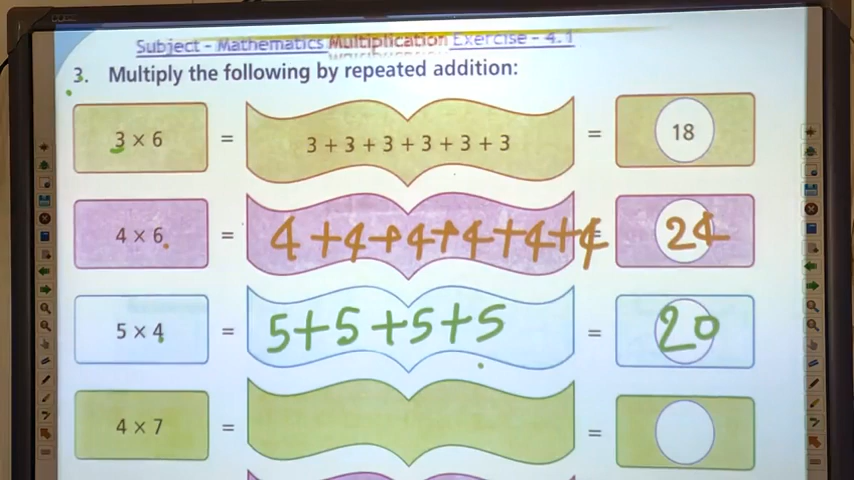 Subject - Mathematics Multiplication Exercise - 4.1
3. Multiply the following by repeated addition:
3 × 6 = 3 + 3 + 3 + 3 + 3 + 3 = 18
4 × 6 = 4 + 4 + 4 + 4 + 4 + 4 = 24
5 × 4 = 5 + 5 + 5 + 5 = 20
4 × 7 = =